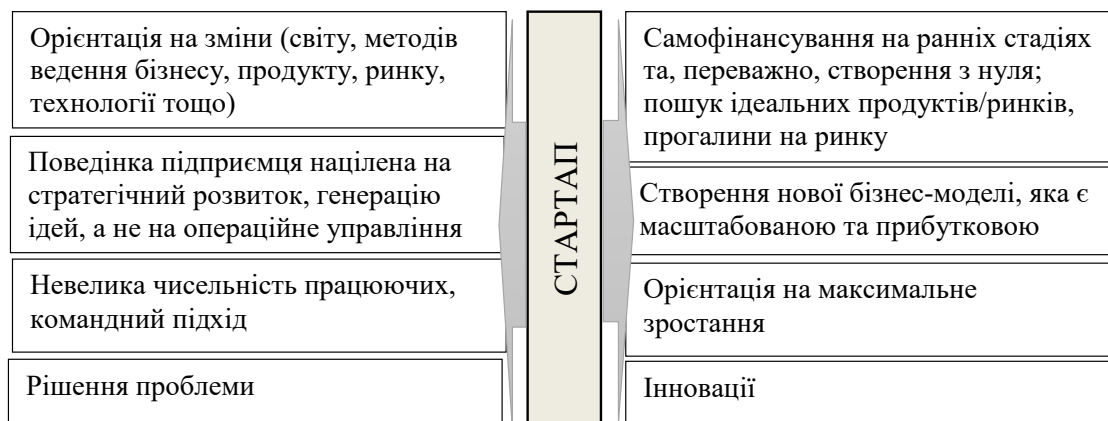 Орієнтація на зміни (світу, методів
ведення бізнесу, продукту, ринку,
технології тощо)
Поведінка підприємця націлена на
стратегічний розвиток, генерацію
ідей, а не на операційне управління
Невелика чисельність працюючих,
командний підхід
Рішення проблеми
СТАРТАП
Самофінансування на ранніх стадіях
та, переважно, створення з нуля;
пошук ідеальних продуктів/ринків,
прогалини на ринку
Створення нової бізнес-моделі, яка є
масштабованою та прибутковою
Орієнтація на максимальне
зростання
Інновації